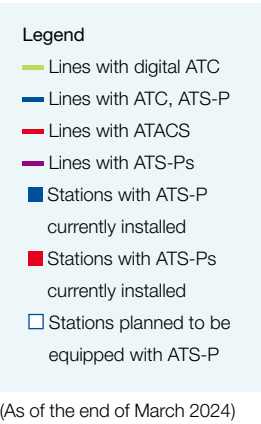 Legend
Lines with digital ATC
Lines with ATC, ATS-P
Lines with ATACS
Lines with ATS-Ps
Stations with ATS-P
currently installed
Stations with ATS-Ps
currently installed
Stations planned to be
equipped with ATS-P
(As of the end of March 2024)